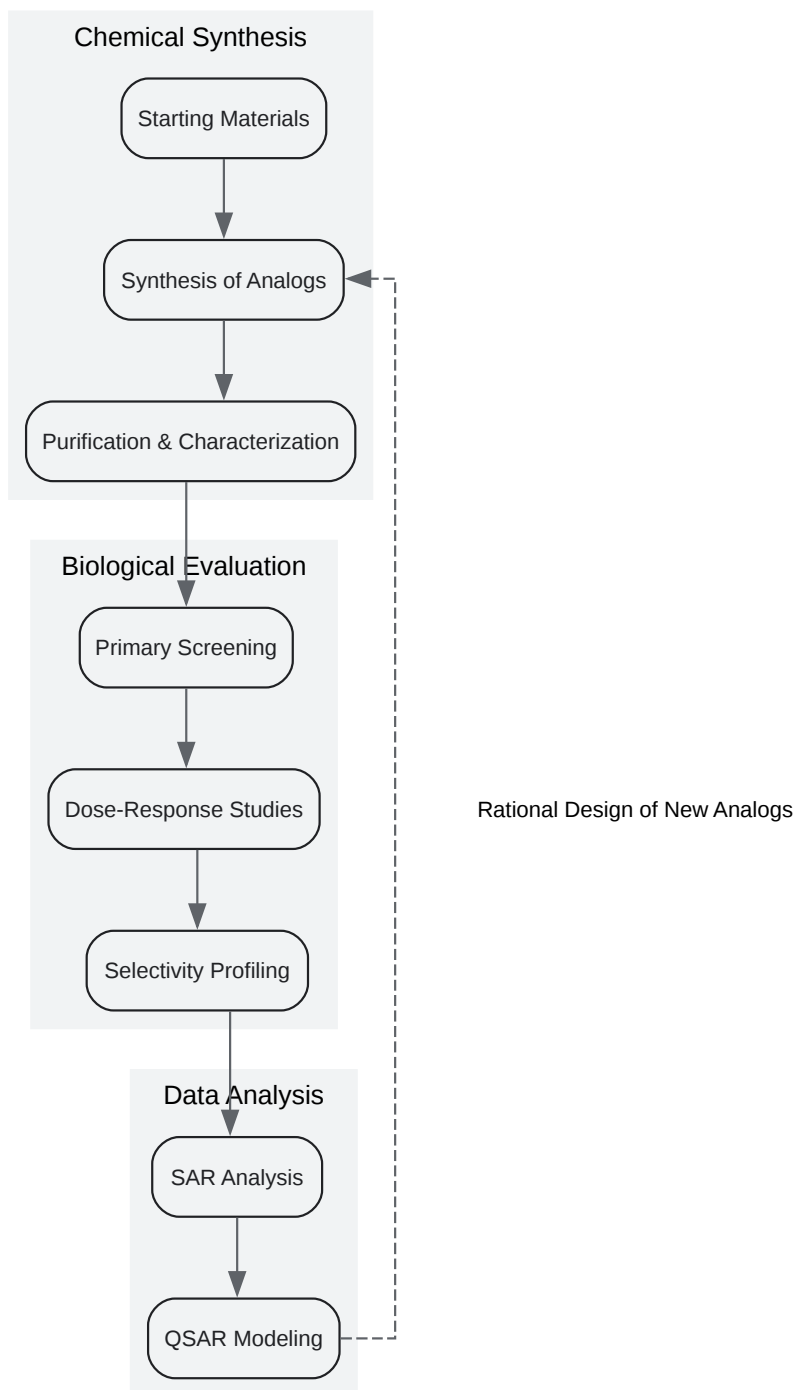 Chemical Synthesis
Starting Materials
Synthesis of Analogs
Purification & Characterization
Biological Evaluation
Primary Screening
Dose-Response Studies
Rational Design of New Analogs
Selectivity Profiling
Data Analysis
SAR Analysis
QSAR Modeling